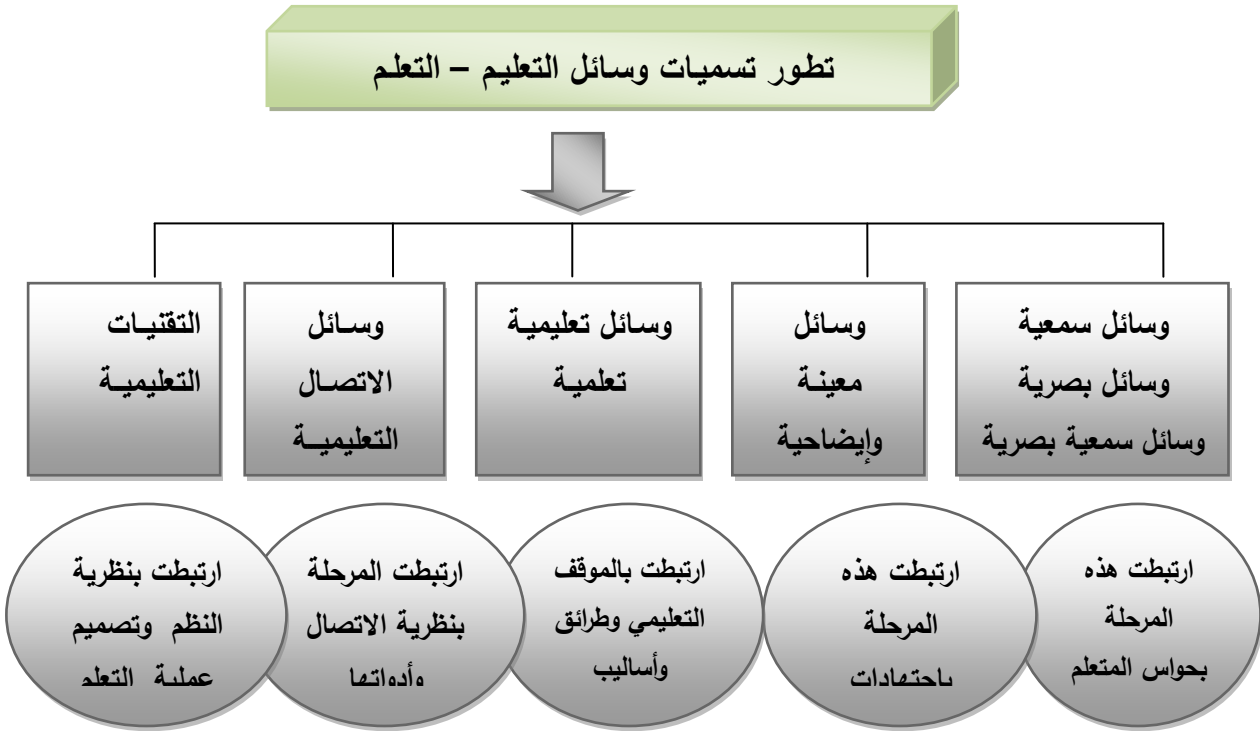 تطور تسميات وسائل التعليم – التعلم
وسائل سمعية
وسائل بصرية
وسائل سمعية بصرية
وسائل
معينة
وإيضاحية
وسائل تعليمية
تعلمية
وسائل
الاتصال
التعليمية
التقنيات
التعليمية
ارتبطت هذه
المرحلة
بحواس المتعلم
ارتبطت هذه
المرحلة
باجتهادات
ارتبطت بالموقف
التعليمي وطرائق
وأساليب
ارتبطت المرحلة
بنظرية الاتصال
وأدواتها
ارتبطت بنظرية
النظم وتصميم
عملية التعلم